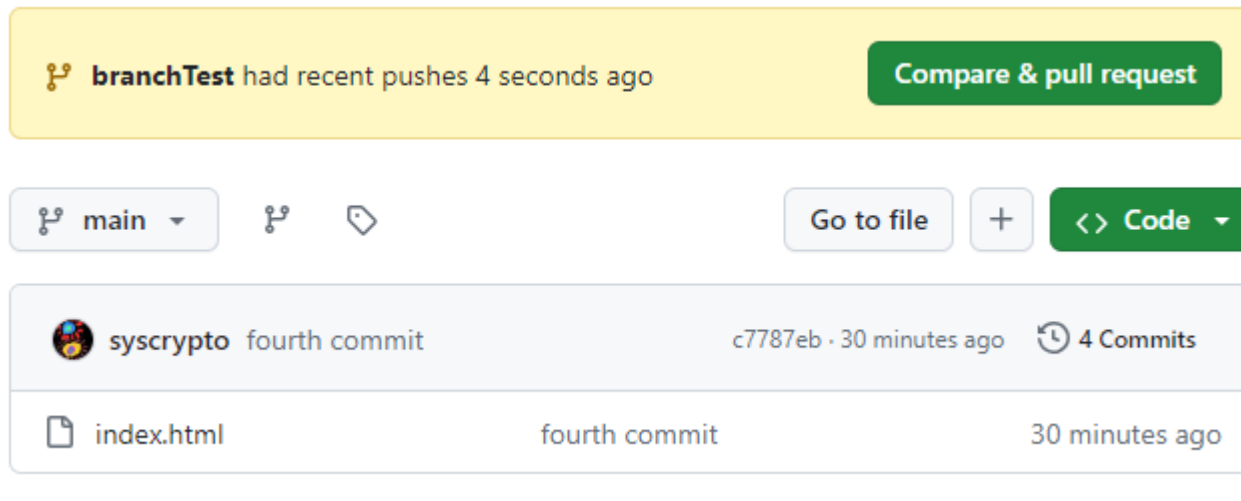 branchTest had recent pushes 4 seconds ago Compare & pull request
main Go to file + <> Code
syscrypto fourth commit c7787eb · 30 minutes ago 4 Commits
index.html fourth commit 30 minutes ago